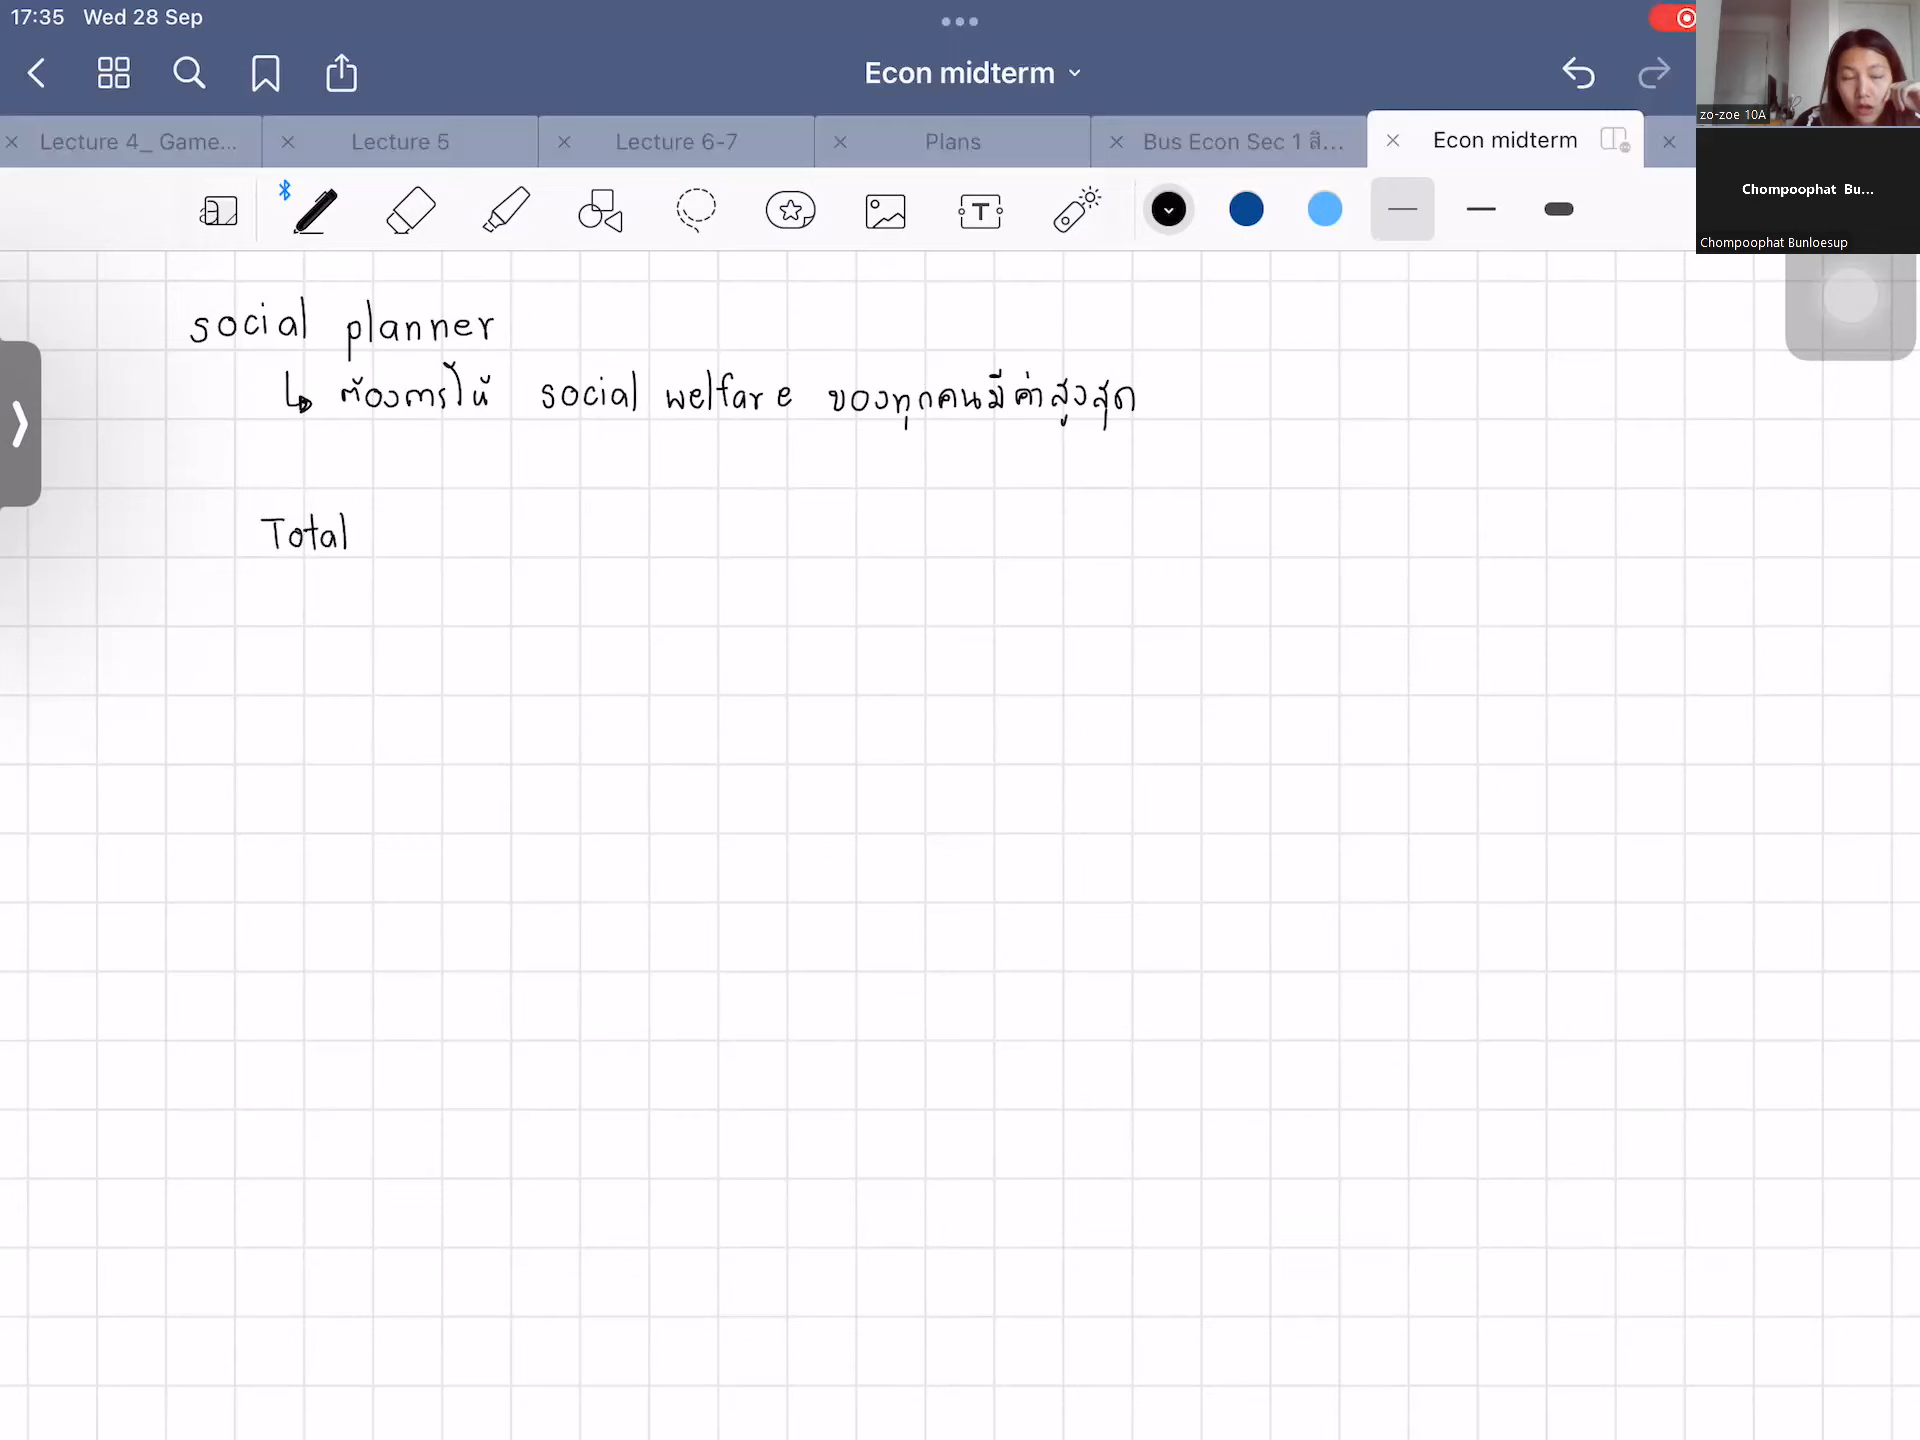 17:35 Wed 28 Sep
Econ midterm
Lecture 4_ Game...
Lecture 5
Lecture 6-7
Plans
Bus Econ Sec 1 สิ...
Econ midterm
zo-zoe 10A
Chompoophat Bu...
Chompoophat Bunloesup
social planner
↳ ต้องการให้ social welfare ของทุกคนมีค่าสูงสุด
Total